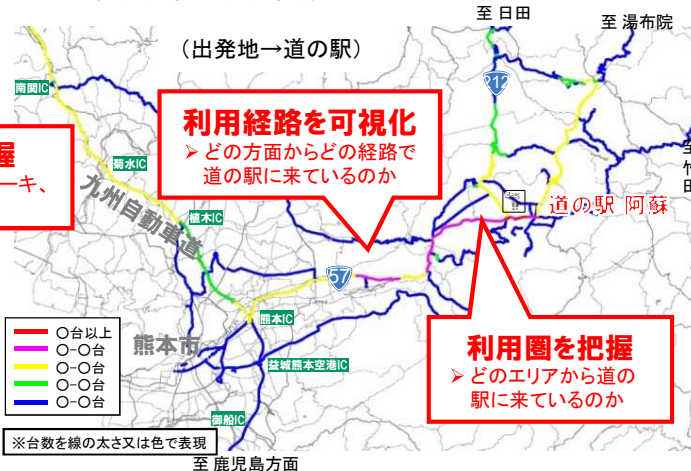 至 日田
至 湯布院
(出発地→道の駅)
南関IC
212
利用経路を可視化
➢どの方面からどの経路で
道の駅に来ているのか
握
ーキ、
至
竹
田
菊水IC
九州自動車道
植木IC
道の駅 阿蘇
57
〇台以上
〇-〇台
〇-〇台
〇-〇台
〇-〇台
熊本市
熊本IC
益城熊本空港IC
利用圏を把握
➢どのエリアから道の
駅に来ているのか
御船IC
※台数を線の太さ又は色で表現
至 鹿児島方面